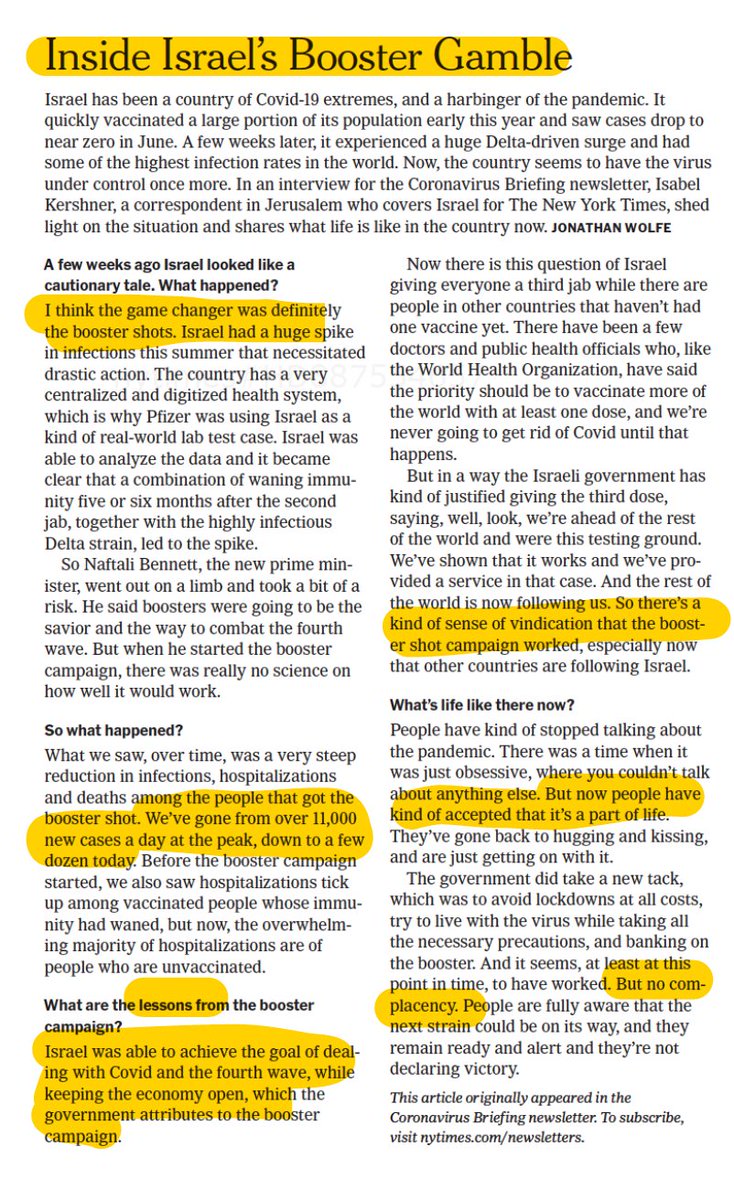 Inside Israel's Booster Gamble
Israel has been a country of Covid-19 extremes, and a harbinger of the pandemic. It
quickly vaccinated a large portion of its population early this year and saw cases drop to
near zero in June. A few weeks later, it experienced a huge Delta-driven surge and had
some of the highest infection rates in the world. Now, the country seems to have the virus
under control once more. In an interview for the Coronavirus Briefing newsletter, Isabel
Kershner, a correspondent in Jerusalem who covers Israel for The New York Times, shed
light on the situation and shares what life is like in the country now. JONATHAN WOLFE
A few weeks ago Israel looked like a
cautionary tale. What happened?
I think the game changer was definitely
the booster shots. Israel had a huge spike
in infections this summer that necessitated
drastic action. The country has a very
centralized and digitized health system,
which is why Pfizer was using Israel as a
kind of real-world lab test case. Israel was
able to analyze the data and it became
clear that a combination of waning immu-
nity five or six months after the second
jab, together with the highly infectious
Delta strain, led to the spike.
So Naftali Bennett, the new prime min-
ister, went out on a limb and took a bit of a
risk. He said boosters were going to be the
savior and the way to combat the fourth
wave. But when he started the booster
campaign, there was really no science on
how well it would work.
So what happened?
What we saw, over time, was a very steep
reduction in infections, hospitalizations
and deaths among the people that got the
booster shot. We've gone from over 11,000
new cases a day at the peak, down to a few
dozen today. Before the booster campaign
started, we also saw hospitalizations tick
up among vaccinated people whose immu-
nity had waned, but now, the overwhelm-
ing majority of hospitalizations are of
people who are unvaccinated.
What are the lessons from the booster
campaign?
Israel was able to achieve the goal of deal-
ing with Covid and the fourth wave, while
keeping the economy open, which the
government attributes to the booster
campaign.
Now there is this question of Israel
giving everyone a third jab while there are
people in other countries that haven't had
one vaccine yet. There have been a few
doctors and public health officials who, like
the World Health Organization, have said
the priority should be to vaccinate more of
the world with at least one dose, and we're
never going to get rid of Covid until that
happens.
But in a way the Israeli government has
kind of justified giving the third dose,
saying, well, look, we're ahead of the rest
of the world and were this testing ground.
We've shown that it works and we've pro-
vided a service in that case. And the rest of
the world is now following us. So there's a
kind of sense of vindication that the boost-
er shot campaign worked, especially now
that other countries are following Israel.
What's life like there now?
People have kind of stopped talking about
the pandemic. There was a time when it
was just obsessive, where you couldn't talk
about anything else. But now people have
kind of accepted that it's a part of life.
They've gone back to hugging and kissing,
and are just getting on with it.
The government did take a new tack,
which was to avoid lockdowns at all costs,
try to live with the virus while taking all
the necessary precautions, and banking on
the booster. And it seems, at least at this
point in time, to have worked. But no com-
placency. People are fully aware that the
next strain could be on its way, and they
remain ready and alert and they're not
declaring victory.
This article originally appeared in the
Coronavirus Briefing newsletter. To subscribe,
visit nytimes.com/newsletters.